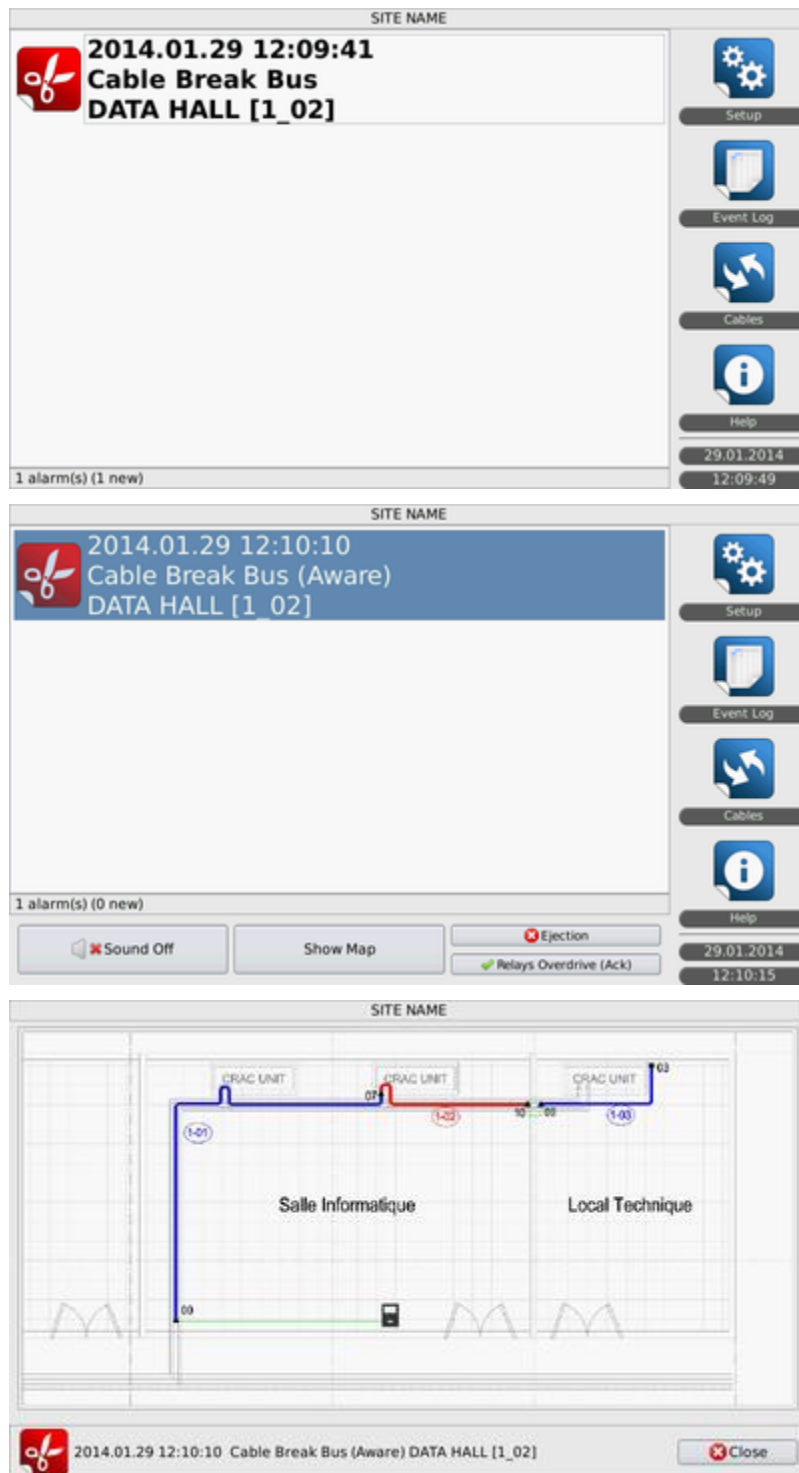 SITE NAME
2014.01.29 12:09:41
Cable Break Bus
DATA HALL [1_02]
Setup
Event Log
Cables
Help
1 alarm(s) (1 new)
29.01.2014
12:09:49
SITE NAME
2014.01.29 12:10:10
Cable Break Bus (Aware)
DATA HALL [1_02]
Setup
Event Log
Cables
Help
1 alarm(s) (0 new)
Sound Off
Show Map
Ejection
Relays Overdrive (Ack)
29.01.2014
12:10:15
SITE NAME
CRAC UNIT
CRAC UNIT
CRAC UNIT
03
07
1-01
1-02
10
00
1-03
Salle Informatique
Local Technique
00
2014.01.29 12:10:10 Cable Break Bus (Aware) DATA HALL [1_02]
Close